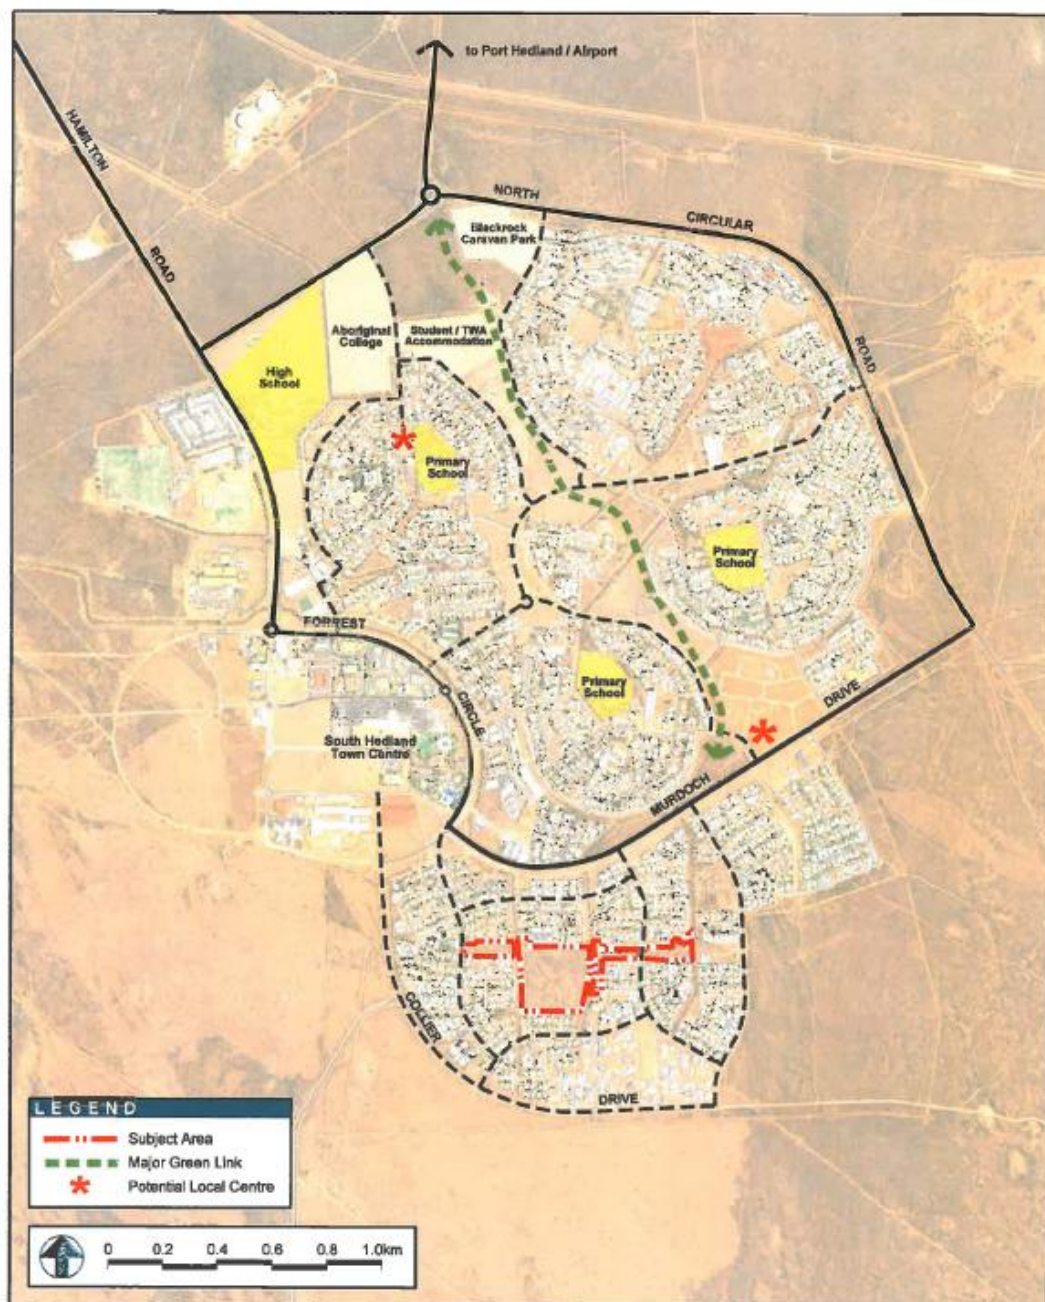 to Port Hedland / Airport
HAMILTON
ROAD
NORTH
CIRCULAR
ROAD
Blackrock
Caravan Park
Aboriginal
College
Student / TWA
Accommodation
High
School
Primary
School
Primary
School
FORREST
CIRCLE
Primary
School
South Hedland
Town Centre
DRIVE
MURDOCH
COLLIER
DRIVE
LEGEND
Subject Area
Major Green Link
Potential Local Centre
0 0.2 0.4 0.6 0.8 1.0km